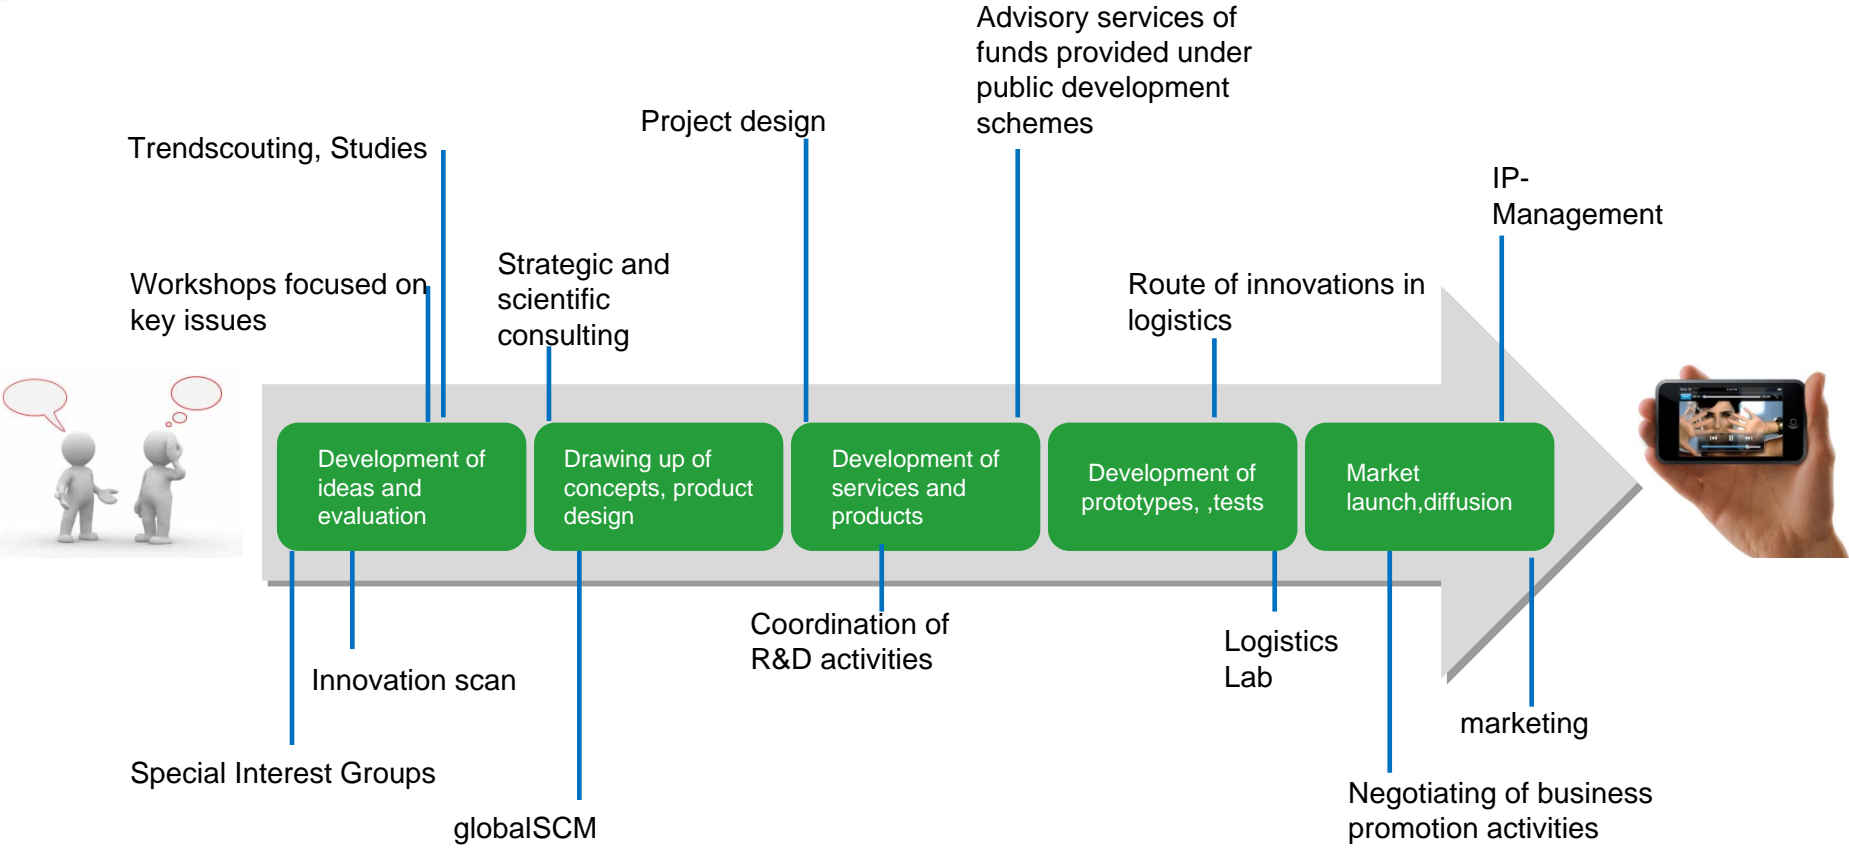 Advisory services of
funds provided under
public development
schemes
Project design
Trendscouting, Studies
IP-
Management
Strategic and
scientific
consulting
Workshops focused on
key issues
Route of innovations in
logistics
Development of
ideas and
evaluation
Drawing up of
concepts, product
design
Development of
services and
products
Development of
prototypes, ,tests
Market
launch,diffusion
Coordination of
R&D activities
Logistics
Lab
Innovation scan
marketing
Special Interest Groups
Negotiating of business
promotion activities
globalSCM